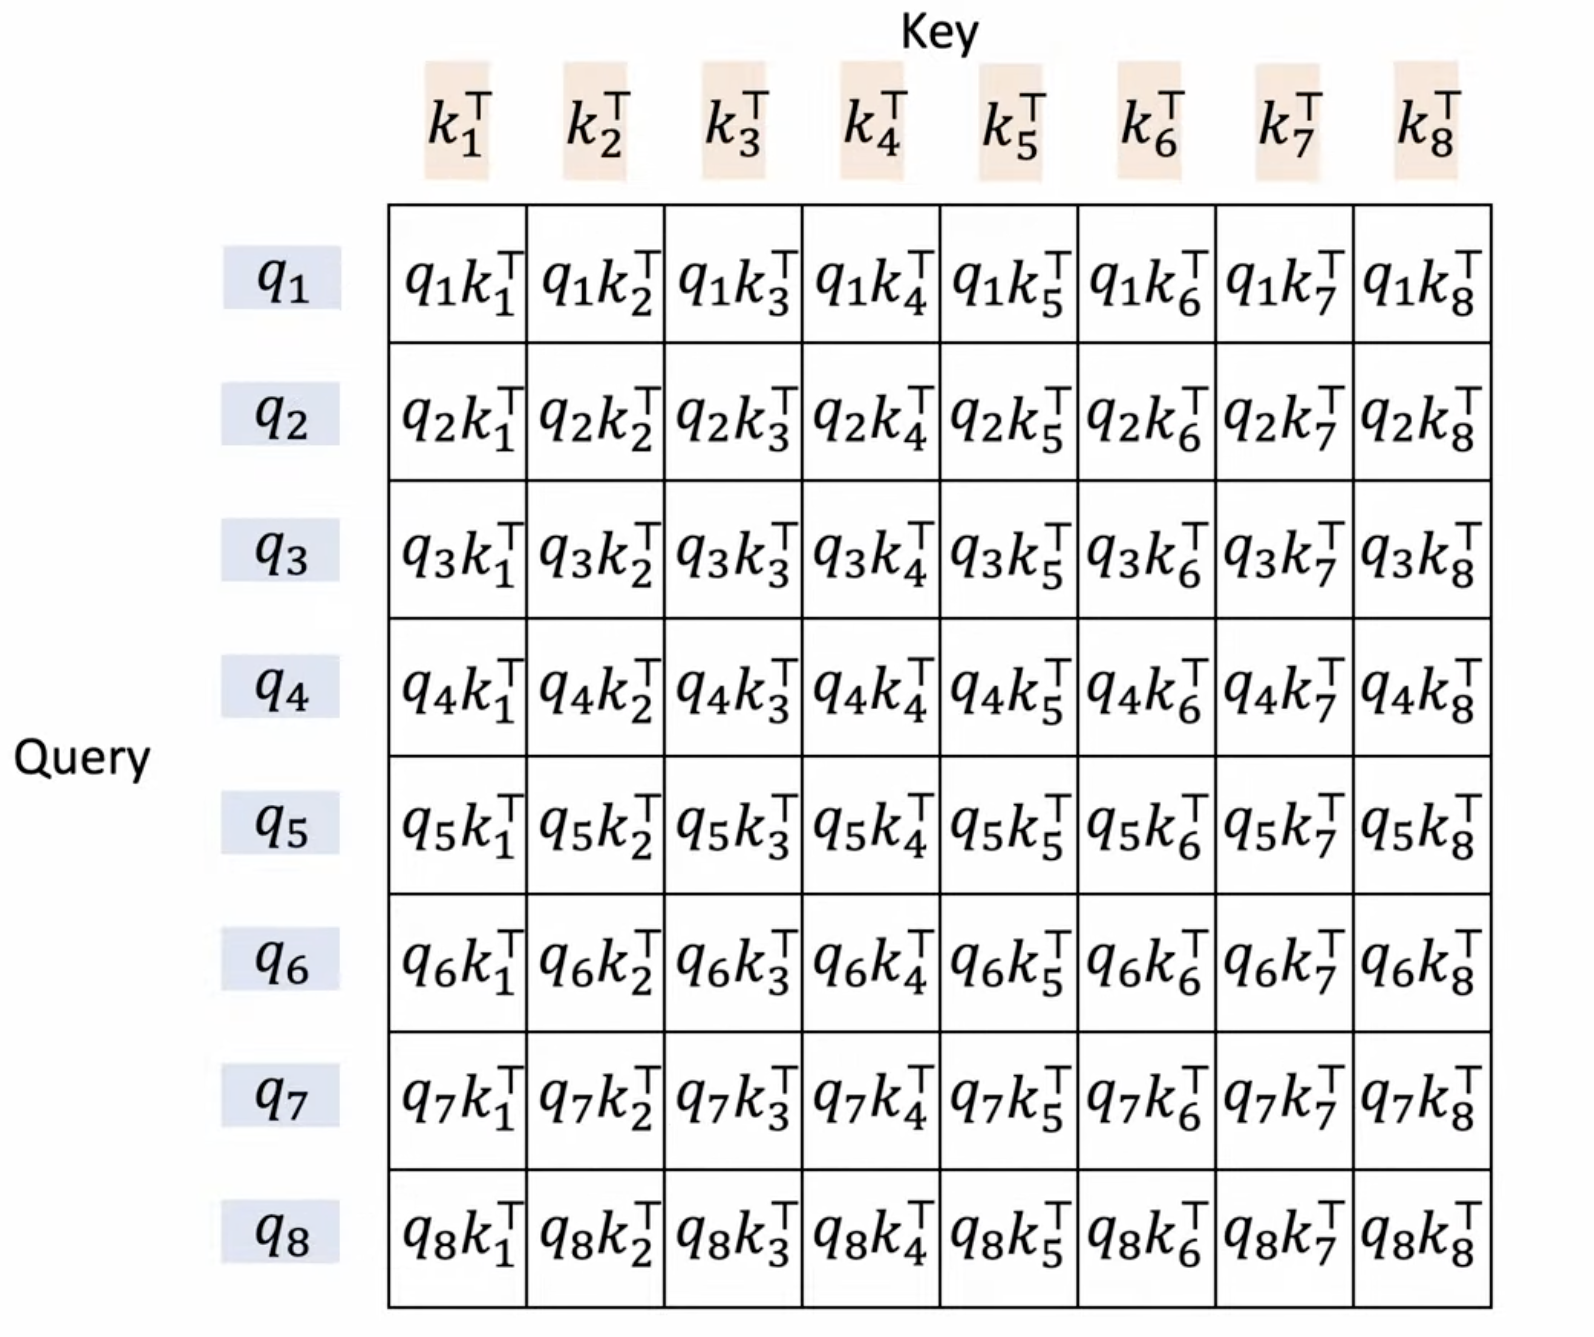 Key
k₁ᵀ k₂ᵀ k₃ᵀ k₄ᵀ k₅ᵀ k₆ᵀ k₇ᵀ k₈ᵀ
q₁ q₁k₁ᵀ q₁k₂ᵀ q₁k₃ᵀ q₁k₄ᵀ q₁k₅ᵀ q₁k₆ᵀ q₁k₇ᵀ q₁k₈ᵀ
q₂ q₂k₁ᵀ q₂k₂ᵀ q₂k₃ᵀ q₂k₄ᵀ q₂k₅ᵀ q₂k₆ᵀ q₂k₇ᵀ q₂k₈ᵀ
q₃ q₃k₁ᵀ q₃k₂ᵀ q₃k₃ᵀ q₃k₄ᵀ q₃k₅ᵀ q₃k₆ᵀ q₃k₇ᵀ q₃k₈ᵀ
q₄ q₄k₁ᵀ q₄k₂ᵀ q₄k₃ᵀ q₄k₄ᵀ q₄k₅ᵀ q₄k₆ᵀ q₄k₇ᵀ q₄k₈ᵀ
Query
q₅ q₅k₁ᵀ q₅k₂ᵀ q₅k₃ᵀ q₅k₄ᵀ q₅k₅ᵀ q₅k₆ᵀ q₅k₇ᵀ q₅k₈ᵀ
q₆ q₆k₁ᵀ q₆k₂ᵀ q₆k₃ᵀ q₆k₄ᵀ q₆k₅ᵀ q₆k₆ᵀ q₆k₇ᵀ q₆k₈ᵀ
q₇ q₇k₁ᵀ q₇k₂ᵀ q₇k₃ᵀ q₇k₄ᵀ q₇k₅ᵀ q₇k₆ᵀ q₇k₇ᵀ q₇k₈ᵀ
q₈ q₈k₁ᵀ q₈k₂ᵀ q₈k₃ᵀ q₈k₄ᵀ q₈k₅ᵀ q₈k₆ᵀ q₈k₇ᵀ q₈k₈ᵀ